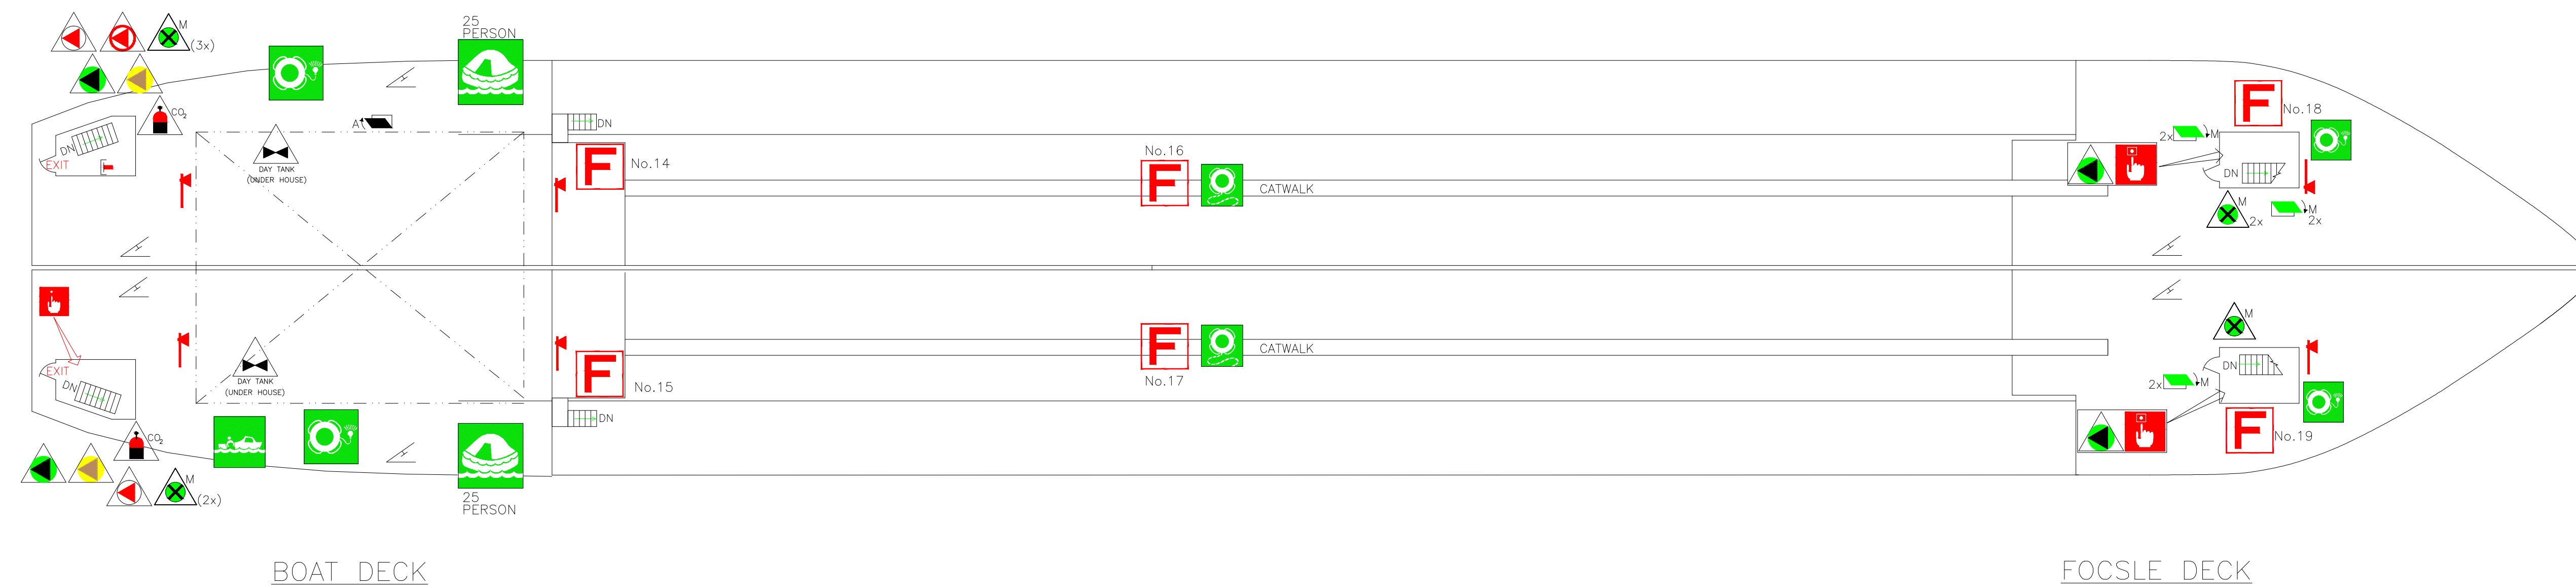 25
PERSON
M
(3x)
CO2
A
DN
EXIT
DAY TANK
(UNDER HOUSE)
DN
F
No.14
No.16
F
CATWALK
F
No.18
2x
M
DN
M
2x
M
2x
H
H
H
H
H
H
EXIT
DN
DAY TANK
(UNDER HOUSE)
F
No.15
DN
F
No.17
CATWALK
M
DN
2x
M
F
No.19
CO2
M
(2x)
25
PERSON
BOAT DECK
FOCSLE DECK